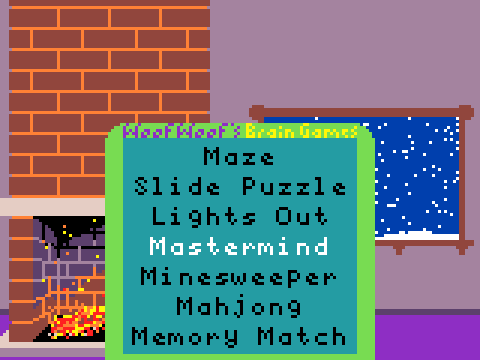 Woof Woof's Brain Games
Maze
Slide Puzzle
Lights Out
Mastermind
Minesweeper
Mahjong
Memory Match